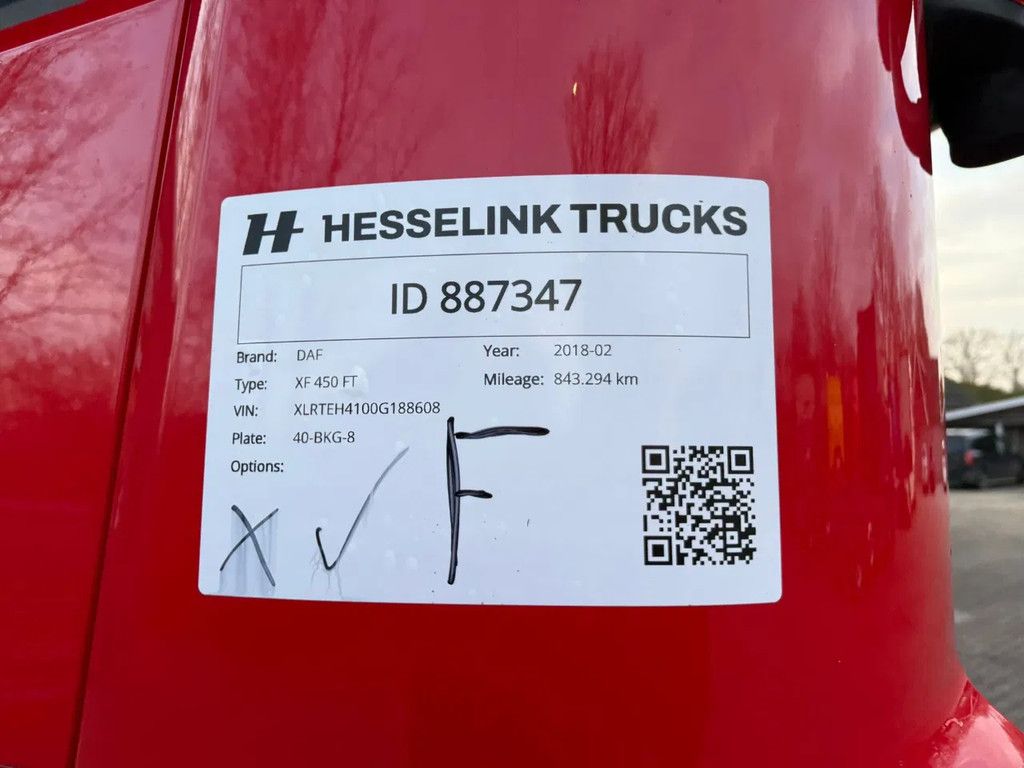 H HESSELINK TRUCKS
ID 887347
Brand: DAF Year: 2018-02
Type: XF 450 FT Mileage: 843.294 km
VIN: XLRTEH4100G188608
Plate: 40-BKG-8
Options:
X ✓ F